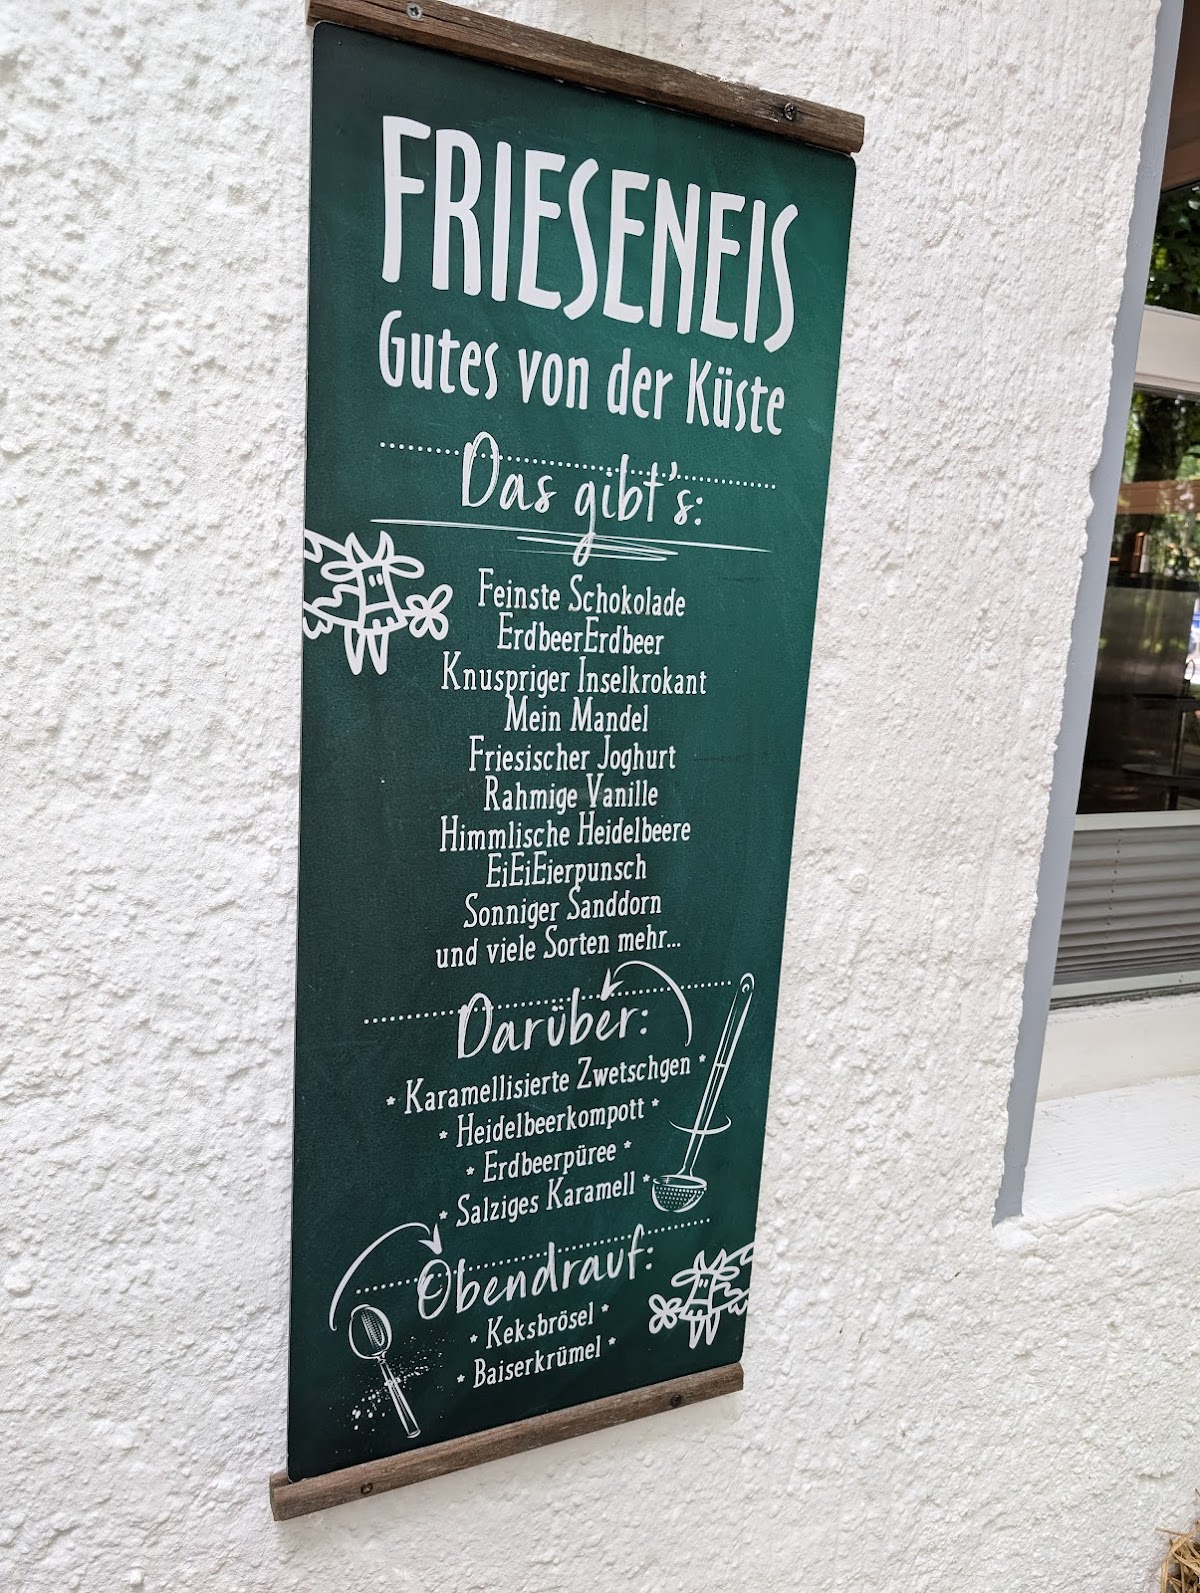 FRIESENEIS
Gutes von der Küste
Das gibt's:
Feinste Schokolade
ErdbeerErdbeer
Knuspriger Inselkrokant
Mein Mandel
Friesischer Joghurt
Rahmige Vanille
Himmlische Heidelbeere
EiEiEierpunsch
Sonniger Sanddorn
und viele Sorten mehr...
Darüber:
* Karamellisierte Zwetschgen *
* Heidelbeerkompott *
* Erdbeerpüree *
* Salziges Karamell *
Obendrauf:
* Keksbrösel *
* Baiserkrümel *